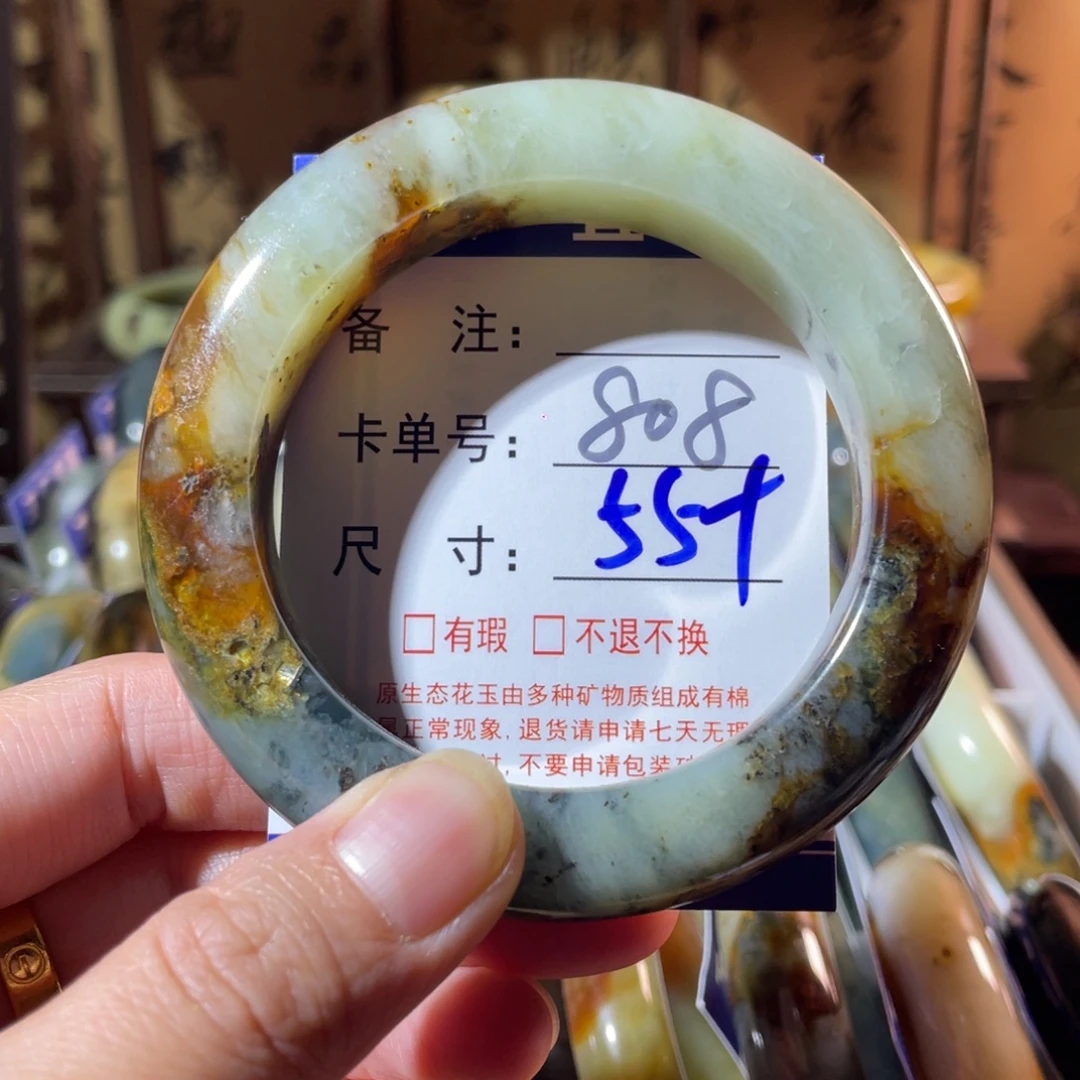 备 注:
卡单号: 808
尺 寸: 55+
□有瑕 □不退不换
原生态花玉由多种矿物质组成有棉
正常现象,退货请申请七天无理
过,不要申请包装